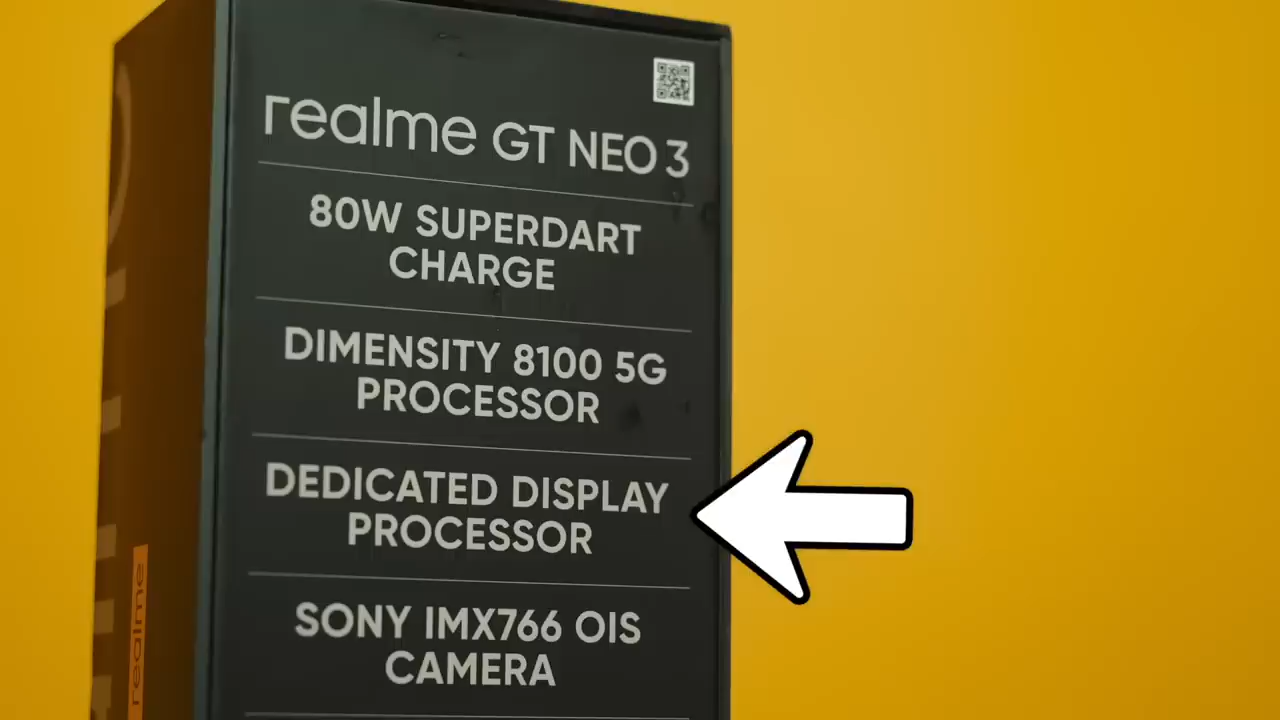 realme GT NEO 3
80W SUPERDART
CHARGE
DIMENSITY 8100 5G
PROCESSOR
DEDICATED DISPLAY
PROCESSOR
SONY IMX766 OIS
CAMERA
realme